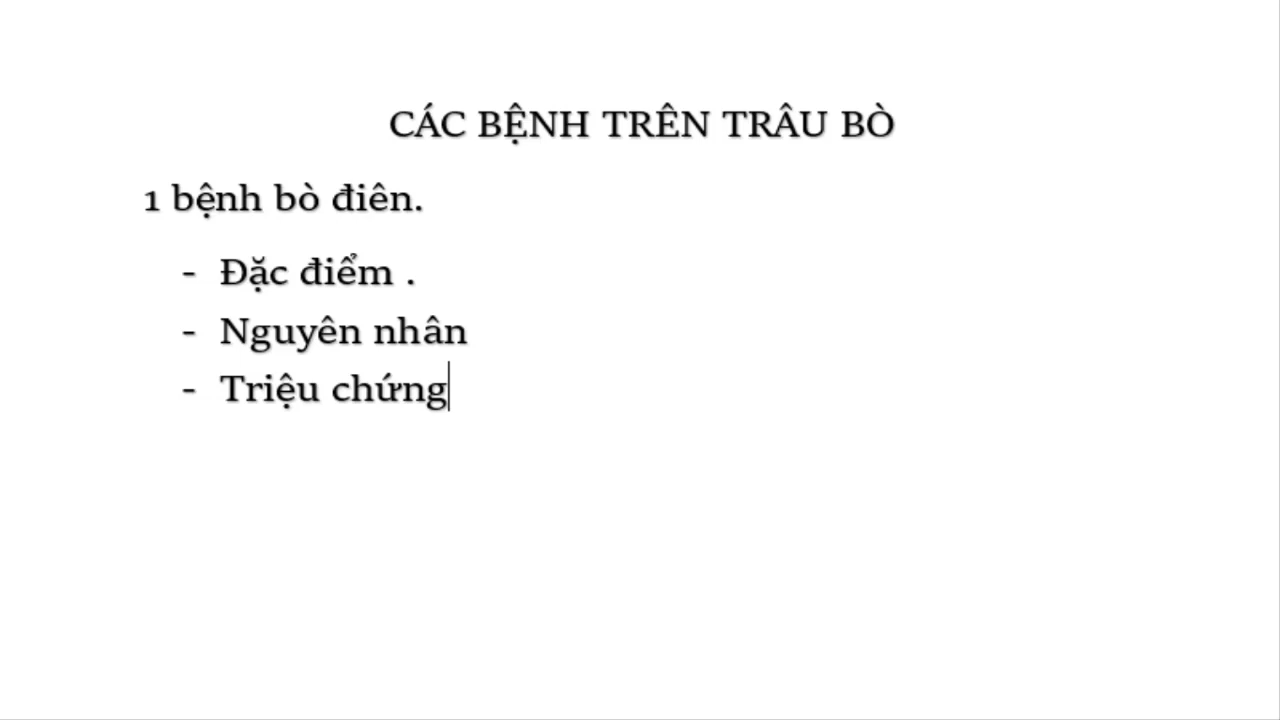 CÁC BỆNH TRÊN TRÂU BÒ
1 bệnh bò điên.
- Đặc điểm .
- Nguyên nhân
- Triệu chứng